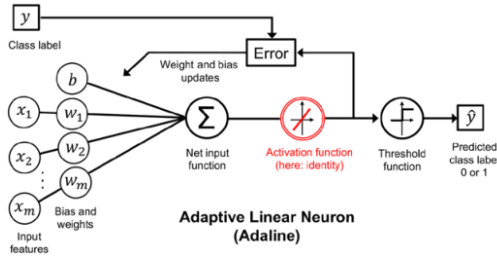 y
Class label
Error
Weight and bias
updates
b
x₁
w₁
x₂
w₂
⋮
wₘ
xₘ
Σ
Net input
function
Activation function
(here: identity)
Threshold
function
ŷ
Predicted
class labe
0 or 1
Bias and
weights
Input
features
Adaptive Linear Neuron
(Adaline)